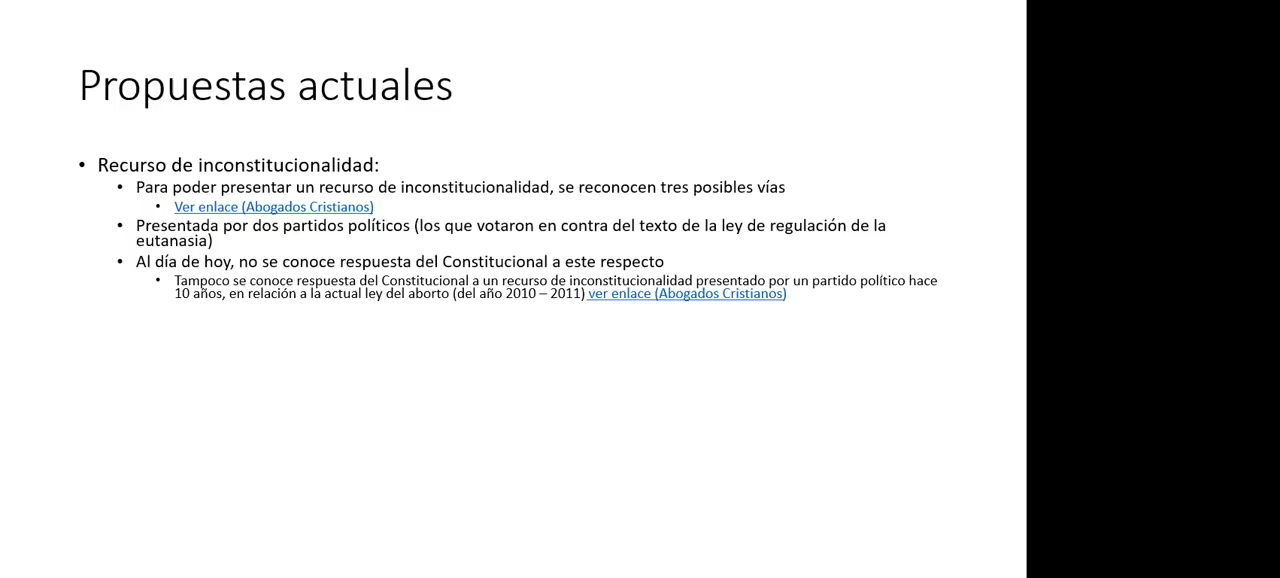 Propuestas actuales
• Recurso de inconstitucionalidad:
• Para poder presentar un recurso de inconstitucionalidad, se reconocen tres posibles vías
• Ver enlace (Abogados Cristianos)
• Presentada por dos partidos políticos (los que votaron en contra del texto de la ley de regulación de la
eutanasia)
• Al día de hoy, no se conoce respuesta del Constitucional a este respecto
• Tampoco se conoce respuesta del Constitucional a un recurso de inconstitucionalidad presentado por un partido político hace
10 años, en relación a la actual ley del aborto (del año 2010 – 2011) ver enlace (Abogados Cristianos)